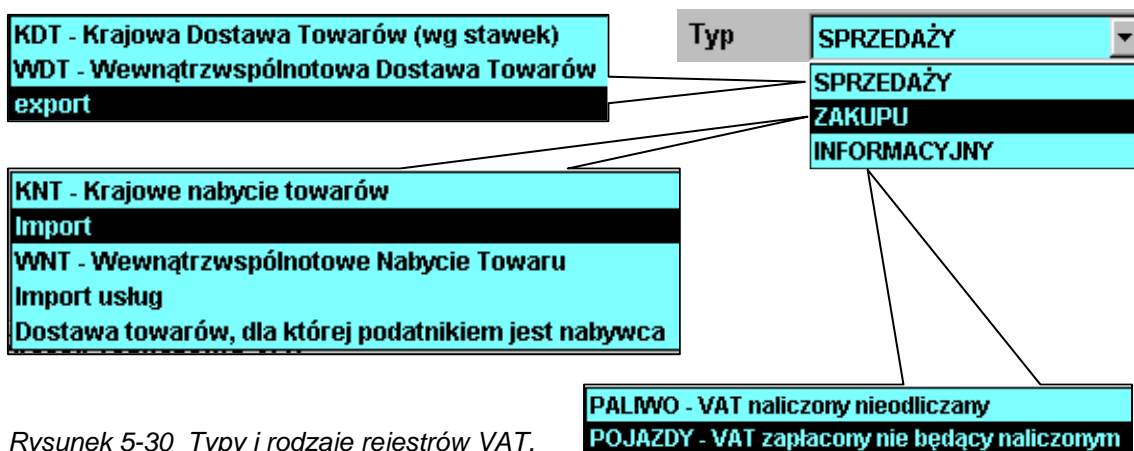 KDT - Krajowa Dostawa Towarów (wg stawek)
WDT - Wewnątrzwspólnotowa Dostawa Towarów
export
Typ SPRZEDAŻY
SPRZEDAŻY
ZAKUPU
INFORMACYJNY
KNT - Krajowe nabycie towarów
Import
WNT - Wewnątrzwspólnotowe Nabycie Towaru
Import usług
Dostawa towarów, dla której podatnikiem jest nabywca
PALIWO - VAT naliczony nieodliczany
POJAZDY - VAT zapłacony nie będący naliczonym
Rysunek 5-30 Typy i rodzaje rejestrów VAT.